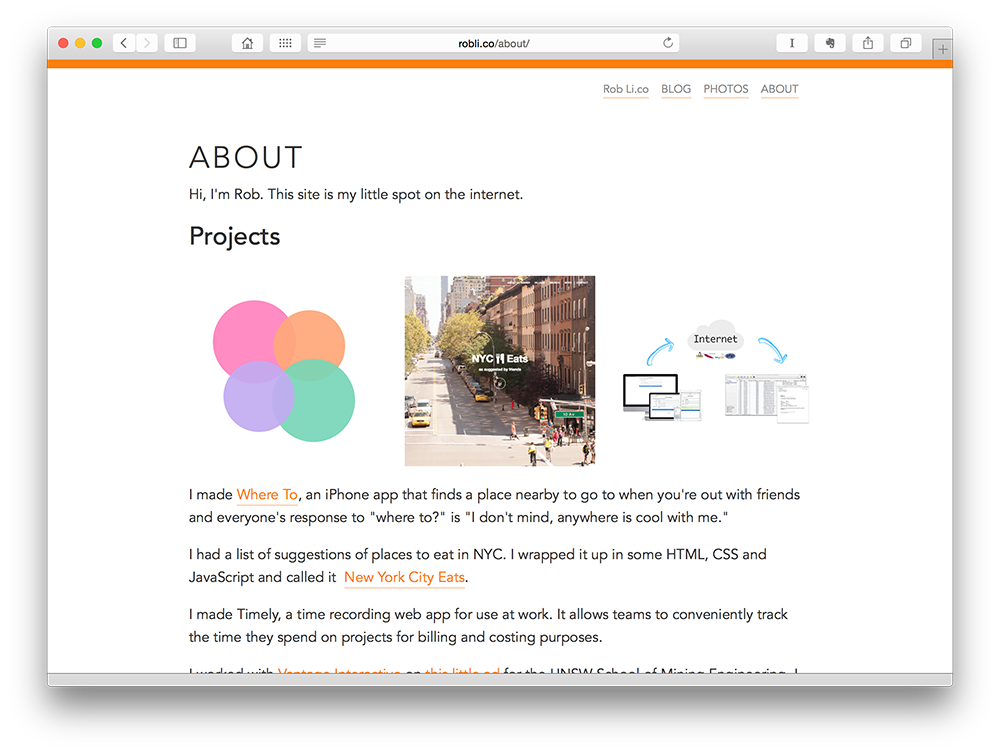 robli.co/about/
Rob Li.co BLOG PHOTOS ABOUT
ABOUT
Hi, I'm Rob. This site is my little spot on the internet.
Projects
NYC Eats
as suggested by friends
10 Av
Internet
I made Where To, an iPhone app that finds a place nearby to go to when you're out with friends
and everyone's response to "where to?" is "I don't mind, anywhere is cool with me."
I had a list of suggestions of places to eat in NYC. I wrapped it up in some HTML, CSS and
JavaScript and called it New York City Eats.
I made Timely, a time recording web app for use at work. It allows teams to conveniently track
the time they spend on projects for billing and costing purposes.
I worked with Vantage Interactive on this little ad for the UNSW School of Mining Engineering. I